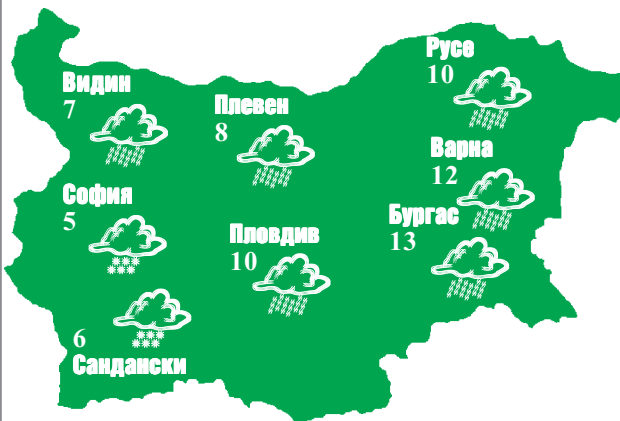 Русе
10
Видин
7
Плевен
8
Варна
12
София
5
Бургас
13
Пловдив
10
6
Сандански